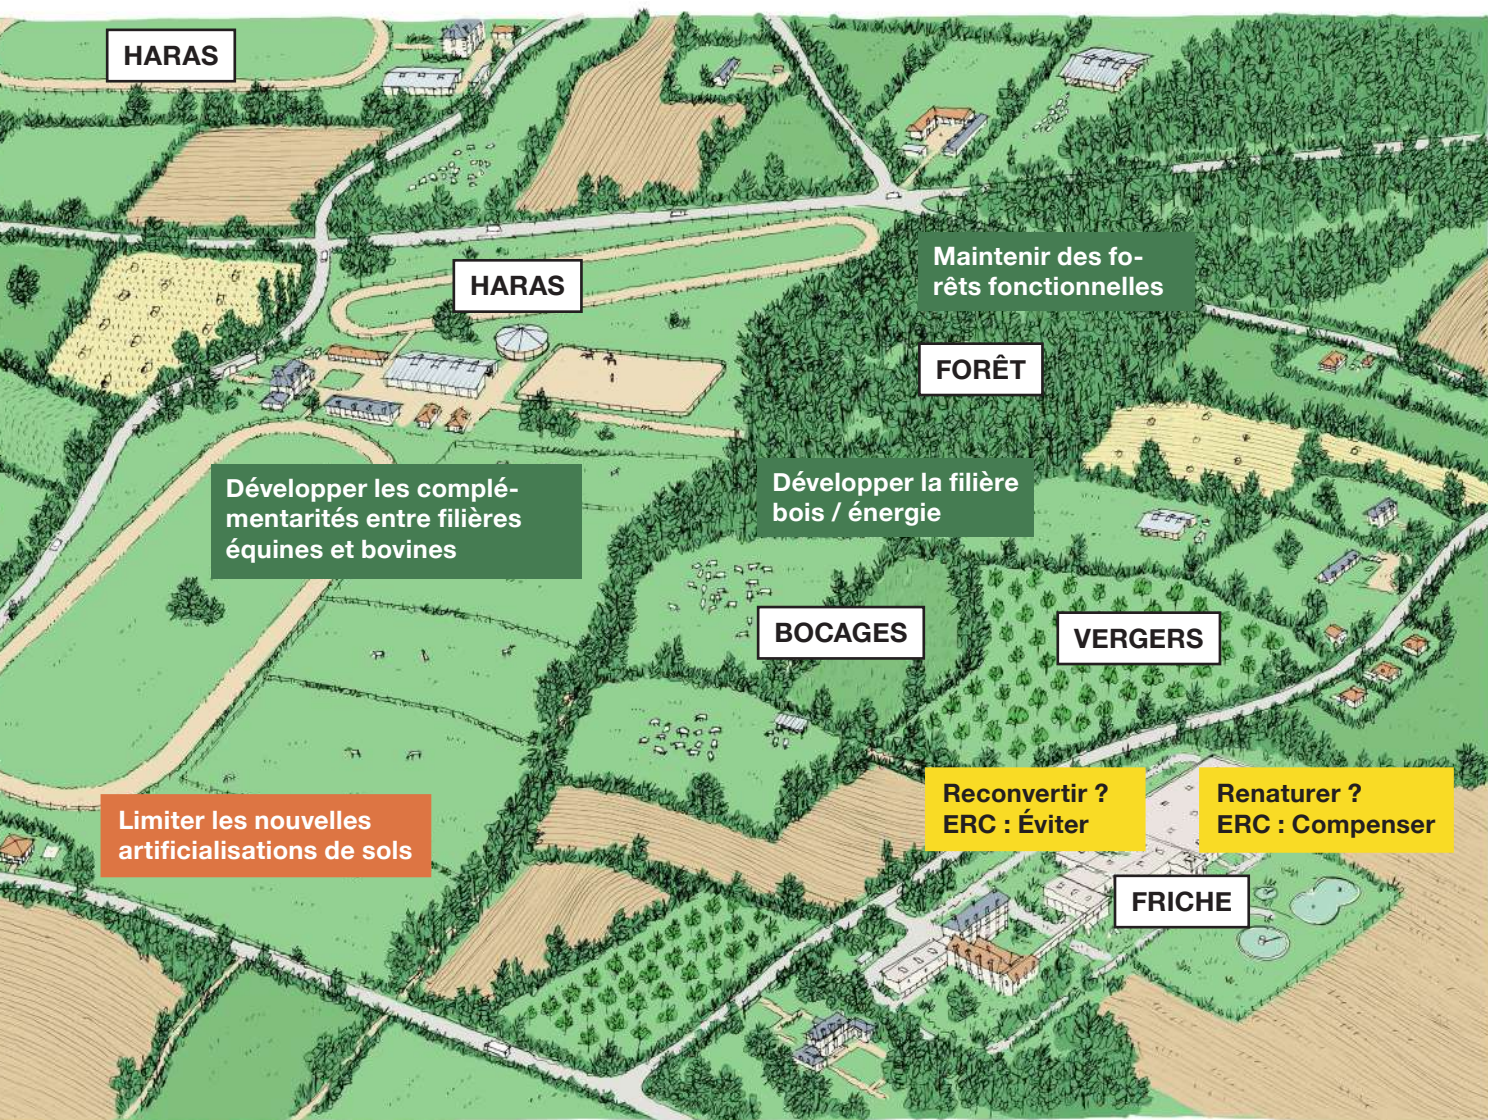 HARAS
Maintenir des fo-
rêts fonctionnelles
HARAS
FORÊT
Développer les complé-
mentarités entre filières
équines et bovines
Développer la filière
bois / énergie
BOCAGES
VERGERS
Limiter les nouvelles
artificialisations de sols
Reconvertir ?
ERC : Éviter
Renaturer ?
ERC : Compenser
FRICHE